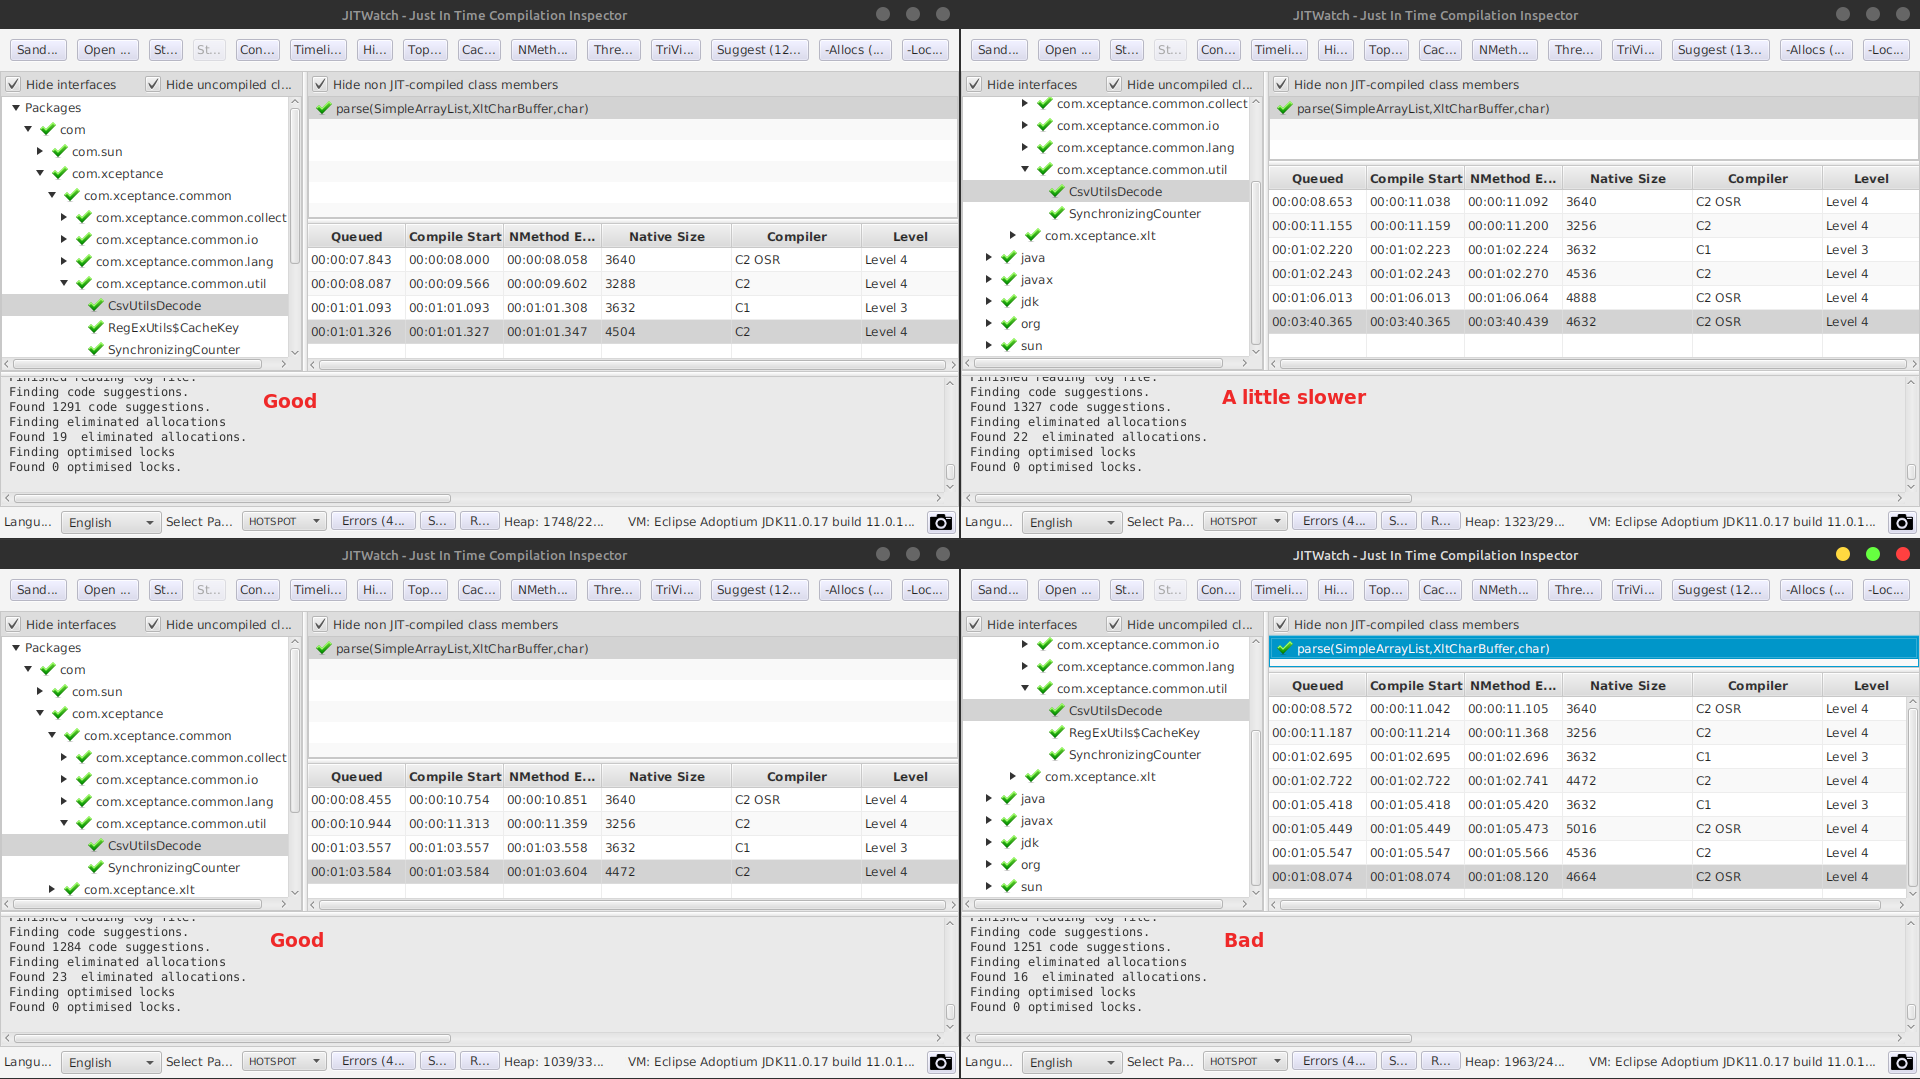 JITWatch - Just In Time Compilation Inspector
Sand... Open ... St... St... Con... Timeli... Hi... Top... Cac... NMeth... Thre... TriVi... Suggest (12... -Allocs (... -Loc...
Hide interfaces Hide uncompiled cl... Hide non JIT-compiled class members
Packages
com
com.sun
com.xceptance
com.xceptance.common
com.xceptance.common.collect
com.xceptance.common.io
com.xceptance.common.lang
com.xceptance.common.util
CsvUtilsDecode
RegExUtils$CacheKey
SynchronizingCounter
parse(SimpleArrayList,XltCharBuffer,char)
Queued Compile Start NMethod E... Native Size Compiler Level
00:00:07.843 00:00:08.000 00:00:08.058 3640 C2 OSR Level 4
00:00:08.087 00:00:09.566 00:00:09.602 3288 C2 Level 4
00:01:01.093 00:01:01.093 00:01:01.308 3632 C1 Level 3
00:01:01.326 00:01:01.327 00:01:01.347 4504 C2 Level 4
Finished reading log file.
Finding code suggestions.
Found 1291 code suggestions.
Finding eliminated allocations
Found 19  eliminated allocations.
Finding optimised locks
Found 0 optimised locks.
Good
Langu... English Select Pa... HOTSPOT Errors (4... S... R... Heap: 1748/22... VM: Eclipse Adoptium JDK11.0.17 build 11.0.1...
JITWatch - Just In Time Compilation Inspector
Sand... Open ... St... St... Con... Timeli... Hi... Top... Cac... NMeth... Thre... TriVi... Suggest (13... -Allocs (... -Loc...
Hide interfaces Hide uncompiled cl... Hide non JIT-compiled class members
com.xceptance.common.collect
com.xceptance.common.io
com.xceptance.common.lang
com.xceptance.common.util
CsvUtilsDecode
SynchronizingCounter
com.xceptance.xlt
java
javax
jdk
org
sun
parse(SimpleArrayList,XltCharBuffer,char)
Queued Compile Start NMethod E... Native Size Compiler Level
00:00:08.653 00:00:11.038 00:00:11.092 3640 C2 OSR Level 4
00:00:11.155 00:00:11.159 00:00:11.200 3256 C2 Level 4
00:01:02.220 00:01:02.223 00:01:02.224 3632 C1 Level 3
00:01:02.243 00:01:02.243 00:01:02.270 4536 C2 Level 4
00:01:06.013 00:01:06.013 00:01:06.064 4888 C2 OSR Level 4
00:03:40.365 00:03:40.365 00:03:40.439 4632 C2 OSR Level 4
Finished reading log file.
Finding code suggestions.
Found 1327 code suggestions.
Finding eliminated allocations
Found 22  eliminated allocations.
Finding optimised locks
Found 0 optimised locks.
A little slower
Langu... English Select Pa... HOTSPOT Errors (4... S... R... Heap: 1323/29... VM: Eclipse Adoptium JDK11.0.17 build 11.0.1...
JITWatch - Just In Time Compilation Inspector
Sand... Open ... St... St... Con... Timeli... Hi... Top... Cac... NMeth... Thre... TriVi... Suggest (12... -Allocs (... -Loc...
Hide interfaces Hide uncompiled cl... Hide non JIT-compiled class members
Packages
com
com.sun
com.xceptance
com.xceptance.common
com.xceptance.common.collect
com.xceptance.common.io
com.xceptance.common.lang
com.xceptance.common.util
CsvUtilsDecode
SynchronizingCounter
com.xceptance.xlt
parse(SimpleArrayList,XltCharBuffer,char)
Queued Compile Start NMethod E... Native Size Compiler Level
00:00:08.455 00:00:10.754 00:00:10.851 3640 C2 OSR Level 4
00:00:10.944 00:00:11.313 00:00:11.359 3256 C2 Level 4
00:01:03.557 00:01:03.557 00:01:03.558 3632 C1 Level 3
00:01:03.584 00:01:03.584 00:01:03.604 4472 C2 Level 4
Finished reading log file.
Finding code suggestions.
Found 1284 code suggestions.
Finding eliminated allocations
Found 23  eliminated allocations.
Finding optimised locks
Found 0 optimised locks.
Good
Langu... English Select Pa... HOTSPOT Errors (4... S... R... Heap: 1039/33... VM: Eclipse Adoptium JDK11.0.17 build 11.0.1...
JITWatch - Just In Time Compilation Inspector
Sand... Open ... St... St... Con... Timeli... Hi... Top... Cac... NMeth... Thre... TriVi... Suggest (12... -Allocs (... -Loc...
Hide interfaces Hide uncompiled cl... Hide non JIT-compiled class members
com.xceptance.common.io
com.xceptance.common.lang
com.xceptance.common.util
CsvUtilsDecode
RegExUtils$CacheKey
SynchronizingCounter
com.xceptance.xlt
java
javax
jdk
org
sun
parse(SimpleArrayList,XltCharBuffer,char)
Queued Compile Start NMethod E... Native Size Compiler Level
00:00:08.572 00:00:11.042 00:00:11.105 3640 C2 OSR Level 4
00:00:11.187 00:00:11.214 00:00:11.368 3256 C2 Level 4
00:01:02.695 00:01:02.695 00:01:02.696 3632 C1 Level 3
00:01:02.722 00:01:02.722 00:01:02.741 4472 C2 Level 4
00:01:05.418 00:01:05.418 00:01:05.420 3632 C1 Level 3
00:01:05.449 00:01:05.449 00:01:05.473 5016 C2 OSR Level 4
00:01:05.547 00:01:05.547 00:01:05.566 4536 C2 Level 4
00:01:08.074 00:01:08.074 00:01:08.120 4664 C2 OSR Level 4
Finished reading log file.
Finding code suggestions.
Found 1251 code suggestions.
Finding eliminated allocations
Found 16  eliminated allocations.
Finding optimised locks
Found 0 optimised locks.
Bad
Langu... English Select Pa... HOTSPOT Errors (4... S... R... Heap: 1963/24... VM: Eclipse Adoptium JDK11.0.17 build 11.0.1...